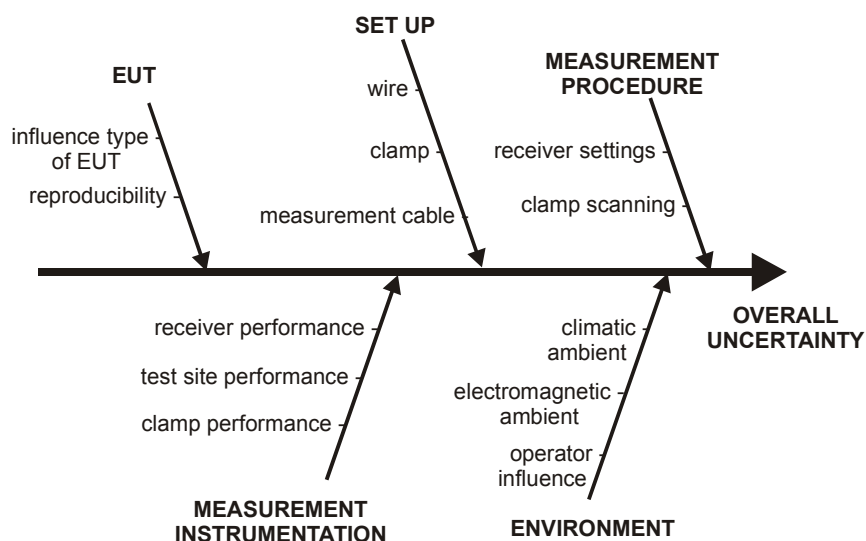 SET UP
EUT
MEASUREMENT
PROCEDURE
wire
influence type
of EUT
clamp
receiver settings
reproducibility
measurement cable
clamp scanning
OVERALL
UNCERTAINTY
receiver performance
climatic
ambient
test site performance
electromagnetic
ambient
clamp performance
operator
influence
MEASUREMENT
INSTRUMENTATION
ENVIRONMENT